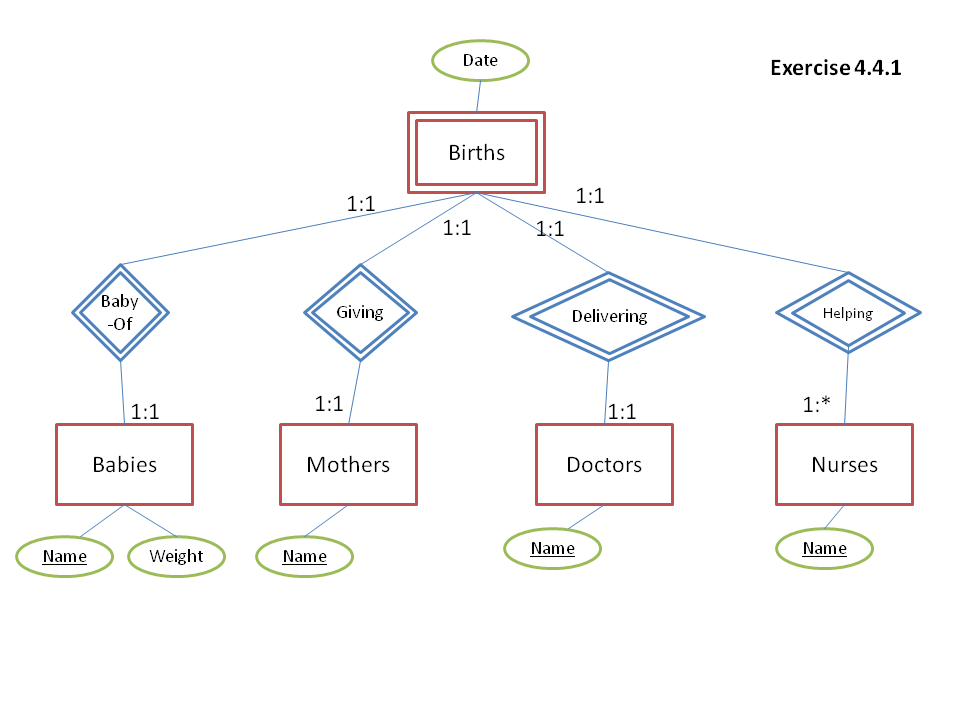 Date
Exercise 4.4.1
Births
1:1
1:1
1:1
1:1
Baby
-Of
Giving
Delivering
Helping
1:1
1:1
1:1
1:*
Babies
Mothers
Doctors
Nurses
Name
Weight
Name
Name
Name